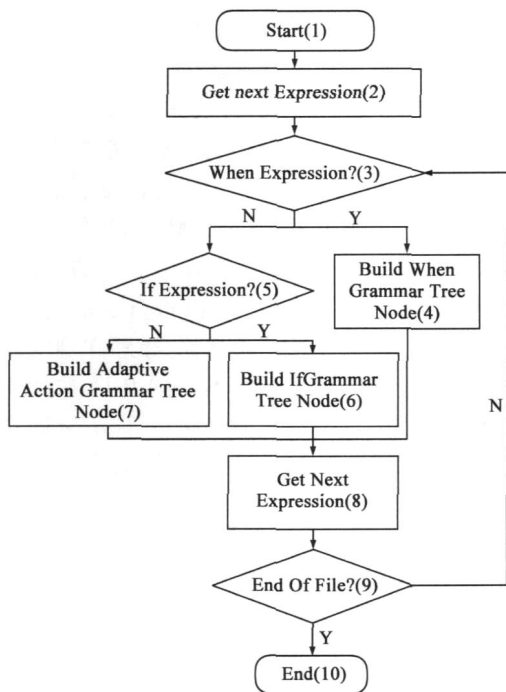 Start(1)
Get next Expression(2)
When Expression?(3)
N
Y
If Expression?(5)
Build When
Grammar Tree
Node(4)
N
Y
Build Adaptive
Action Grammar Tree
Node(7)
Build IfGrammar
Tree Node(6)
N
Get Next
Expression(8)
End Of File?(9)
Y
End(10)